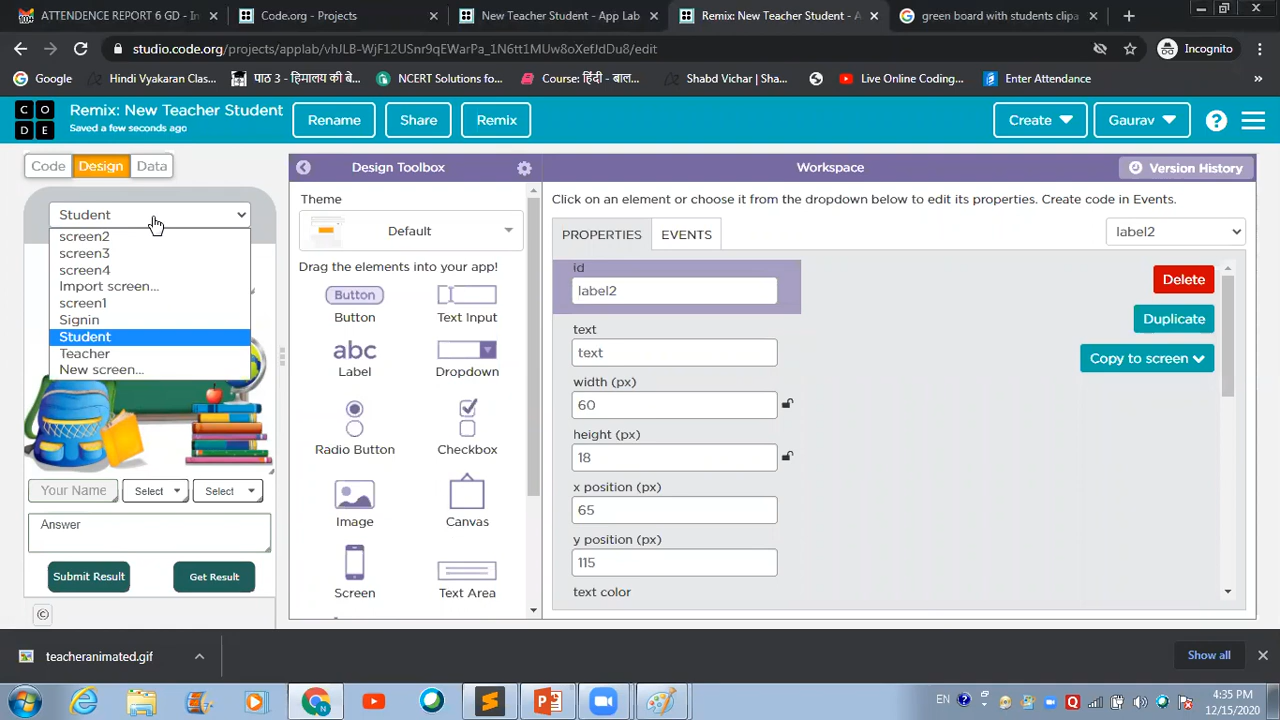 ATTENDENCE REPORT 6 GD - In
Code.org - Projects
New Teacher Student - App Lab
Remix: New Teacher Student - A
green board with students clipa
studio.code.org/projects/applab/vhJLB-WjF12USnr9qEWarPa_1N6tt1MUw8oXefJdDu8/edit
Incognito
Google
Hindi Vyakaran Clas...
पाठ 3 - हिमालय की बे...
NCERT Solutions fo...
Course: हिंदी - बाल...
Shabd Vichar | Sha...
Live Online Coding...
Enter Attendance
»
C O D E
Remix: New Teacher Student
Saved a few seconds ago
Rename
Share
Remix
Create
Gaurav
?
Code
Design
Data
Design Toolbox
Workspace
Version History
Student
screen2
screen3
screen4
Import screen...
screen1
Signin
Student
Teacher
New screen...
Your Name
Select
Select
Answer
Submit Result
Get Result
©
Theme
Default
Drag the elements into your app!
Button
Button
Text Input
abc
Label
Dropdown
Radio Button
Checkbox
Image
Canvas
Screen
Text Area
Click on an element or choose it from the dropdown below to edit its properties. Create code in Events.
PROPERTIES
EVENTS
label2
id
label2
Delete
text
text
Duplicate
Copy to screen
width (px)
60
height (px)
18
x position (px)
65
y position (px)
115
text color
teacheranimated.gif
Show all
EN
4:35 PM
12/15/2020